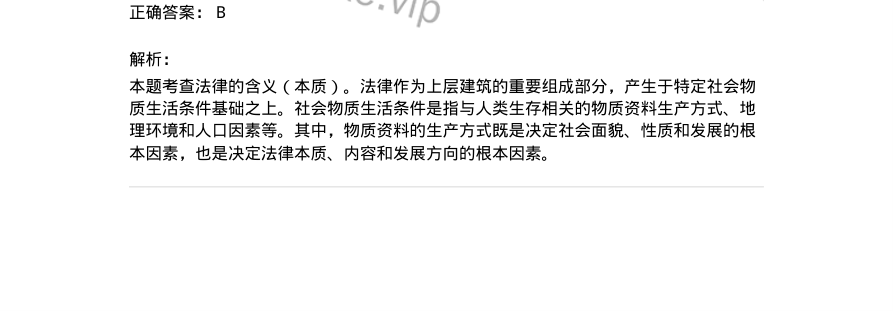 正确答案： B
解析：
本题考查法律的含义（本质）。法律作为上层建筑的重要组成部分，产生于特定社会物
质生活条件基础之上。社会物质生活条件是指与人类生存相关的物质资料生产方式、地
理环境和人口因素等。其中，物质资料的生产方式既是决定社会面貌、性质和发展的根
本因素，也是决定法律本质、内容和发展方向的根本因素。